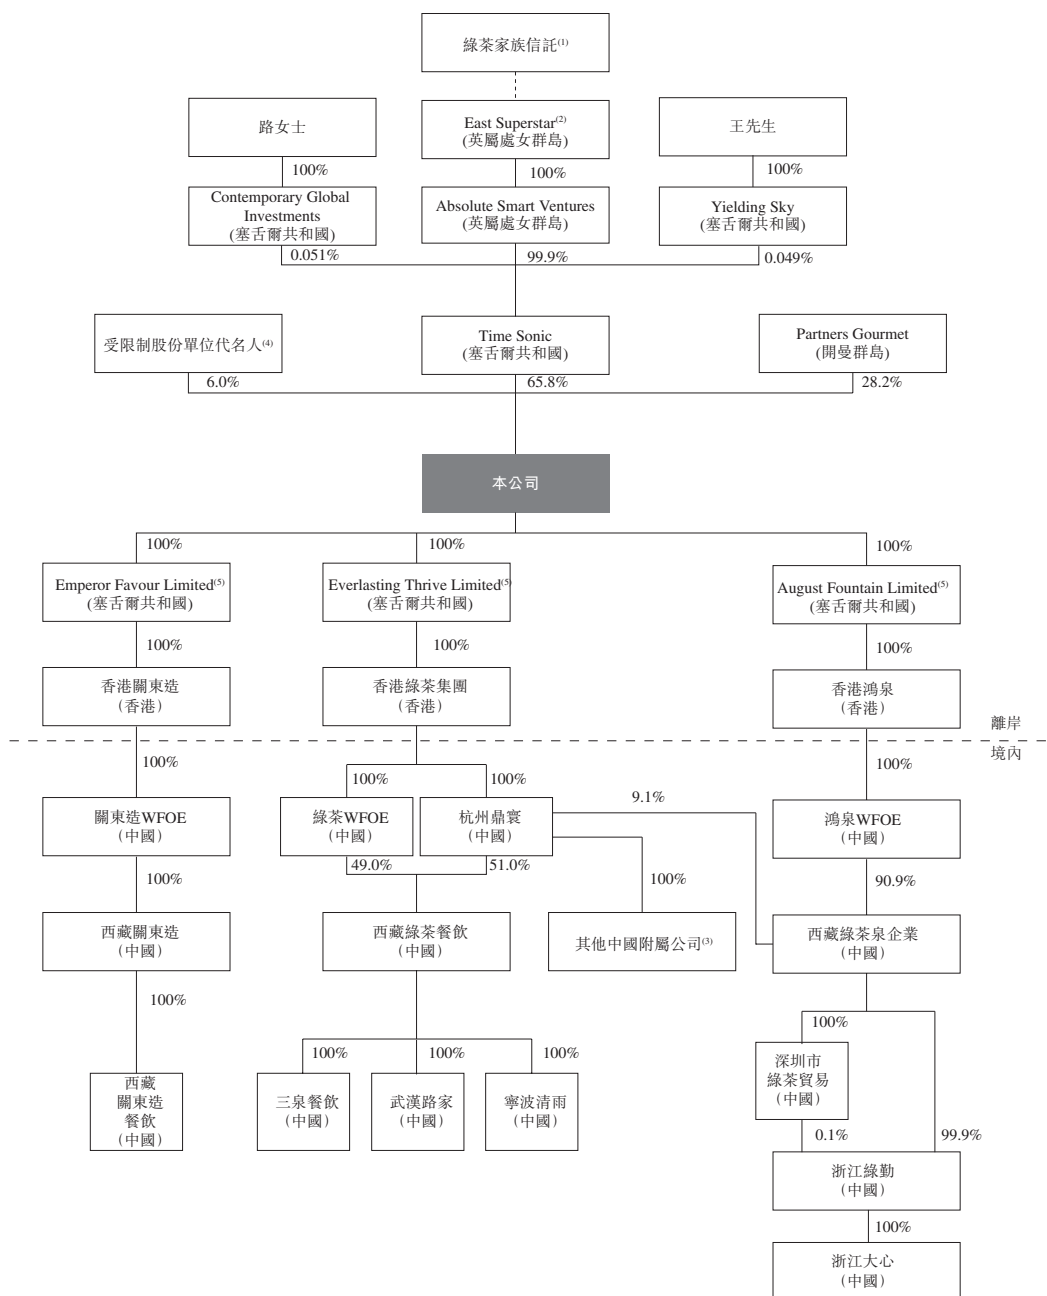 綠茶家族信託(1)
路女士
East Superstar(2)
(英屬處女群島)
王先生
100%
100%
100%
Contemporary Global
Investments
(塞舌爾共和國)
Absolute Smart Ventures
(英屬處女群島)
Yielding Sky
(塞舌爾共和國)
0.051%
99.9%
0.049%
受限制股份單位代名人(4)
Time Sonic
(塞舌爾共和國)
Partners Gourmet
(開曼群島)
6.0%
65.8%
28.2%
本公司
100%
100%
100%
Emperor Favour Limited(5)
(塞舌爾共和國)
Everlasting Thrive Limited(5)
(塞舌爾共和國)
August Fountain Limited(5)
(塞舌爾共和國)
100%
100%
100%
香港關東造
(香港)
香港綠茶集團
(香港)
香港鴻泉
(香港)
離岸
境內
100%
100%
100%
100%
關東造WFOE
(中國)
綠茶WFOE
(中國)
杭州鼎寰
(中國)
9.1%
鴻泉WFOE
(中國)
100%
49.0%
51.0%
100%
90.9%
西藏關東造
(中國)
西藏綠茶餐飲
(中國)
其他中國附屬公司(3)
西藏綠茶泉企業
(中國)
100%
100%
100%
100%
100%
西藏
關東造
餐飲
(中國)
三泉餐飲
(中國)
武漢路家
(中國)
寧波清雨
(中國)
深圳市
綠茶貿易
(中國)
0.1%
99.9%
浙江綠勤
(中國)
100%
浙江大心
(中國)